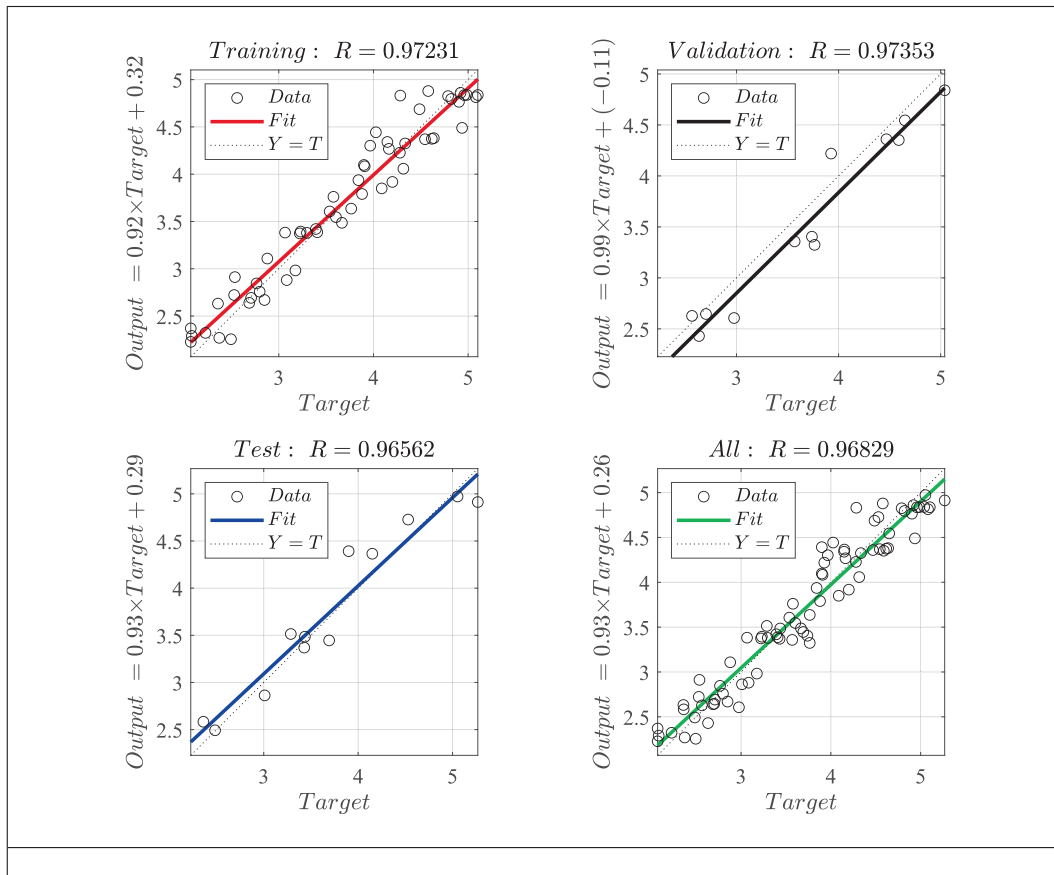 Training : R = 0.97231
Output = 0.92×Target + 0.32
Data
Fit
Y = T
5
4.5
4
3.5
3
2.5
3
4
5
Target
Validation : R = 0.97353
Output = 0.99×Target + (−0.11)
Data
Fit
Y = T
5
4.5
4
3.5
3
2.5
3
4
5
Target
Test : R = 0.96562
Output = 0.93×Target + 0.29
Data
Fit
Y = T
5
4.5
4
3.5
3
2.5
3
4
5
Target
All : R = 0.96829
Output = 0.93×Target + 0.26
Data
Fit
Y = T
5
4.5
4
3.5
3
2.5
3
4
5
Target